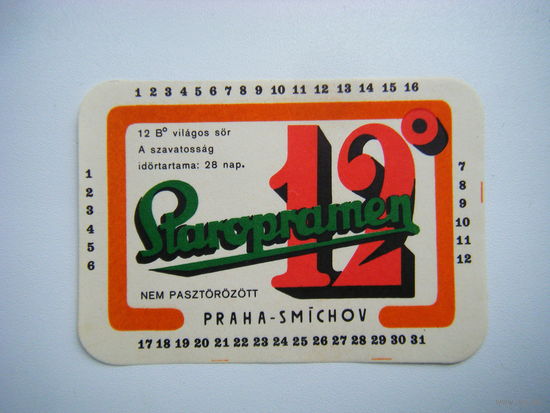 1 2 3 4 5 6 7 8 9 10 11 12 13 14 15 16
12 B° világos sör
A szavatosság
időrtartama: 28 nap.
12°
Staropramen
1
2
3
4
5
6
7
8
9
10
11
12
NEM PASZTÖRÖZÖTT
PRAHA-SMÍCHOV
17 18 19 20 21 22 23 24 25 26 27 28 29 30 31